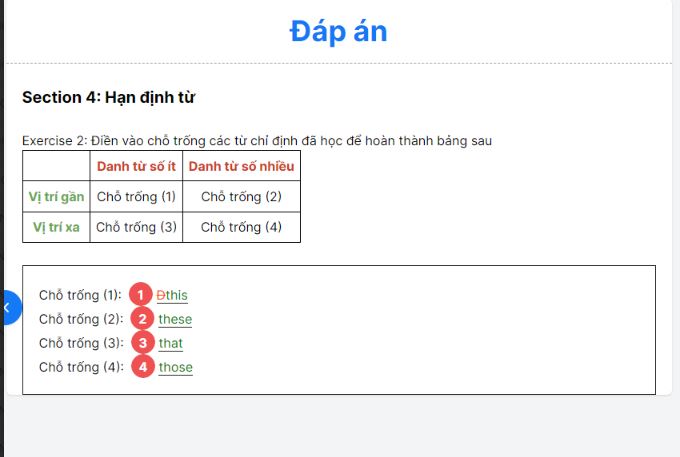 Đáp án
Section 4: Hạn định từ
Exercise 2: Điền vào chỗ trống các từ chỉ định đã học để hoàn thành bảng sau
Danh từ số ít Danh từ số nhiều
Vị trí gần Chỗ trống (1) Chỗ trống (2)
Vị trí xa Chỗ trống (3) Chỗ trống (4)
Chỗ trống (1): 1 Đthis
Chỗ trống (2): 2 these
Chỗ trống (3): 3 that
Chỗ trống (4): 4 those